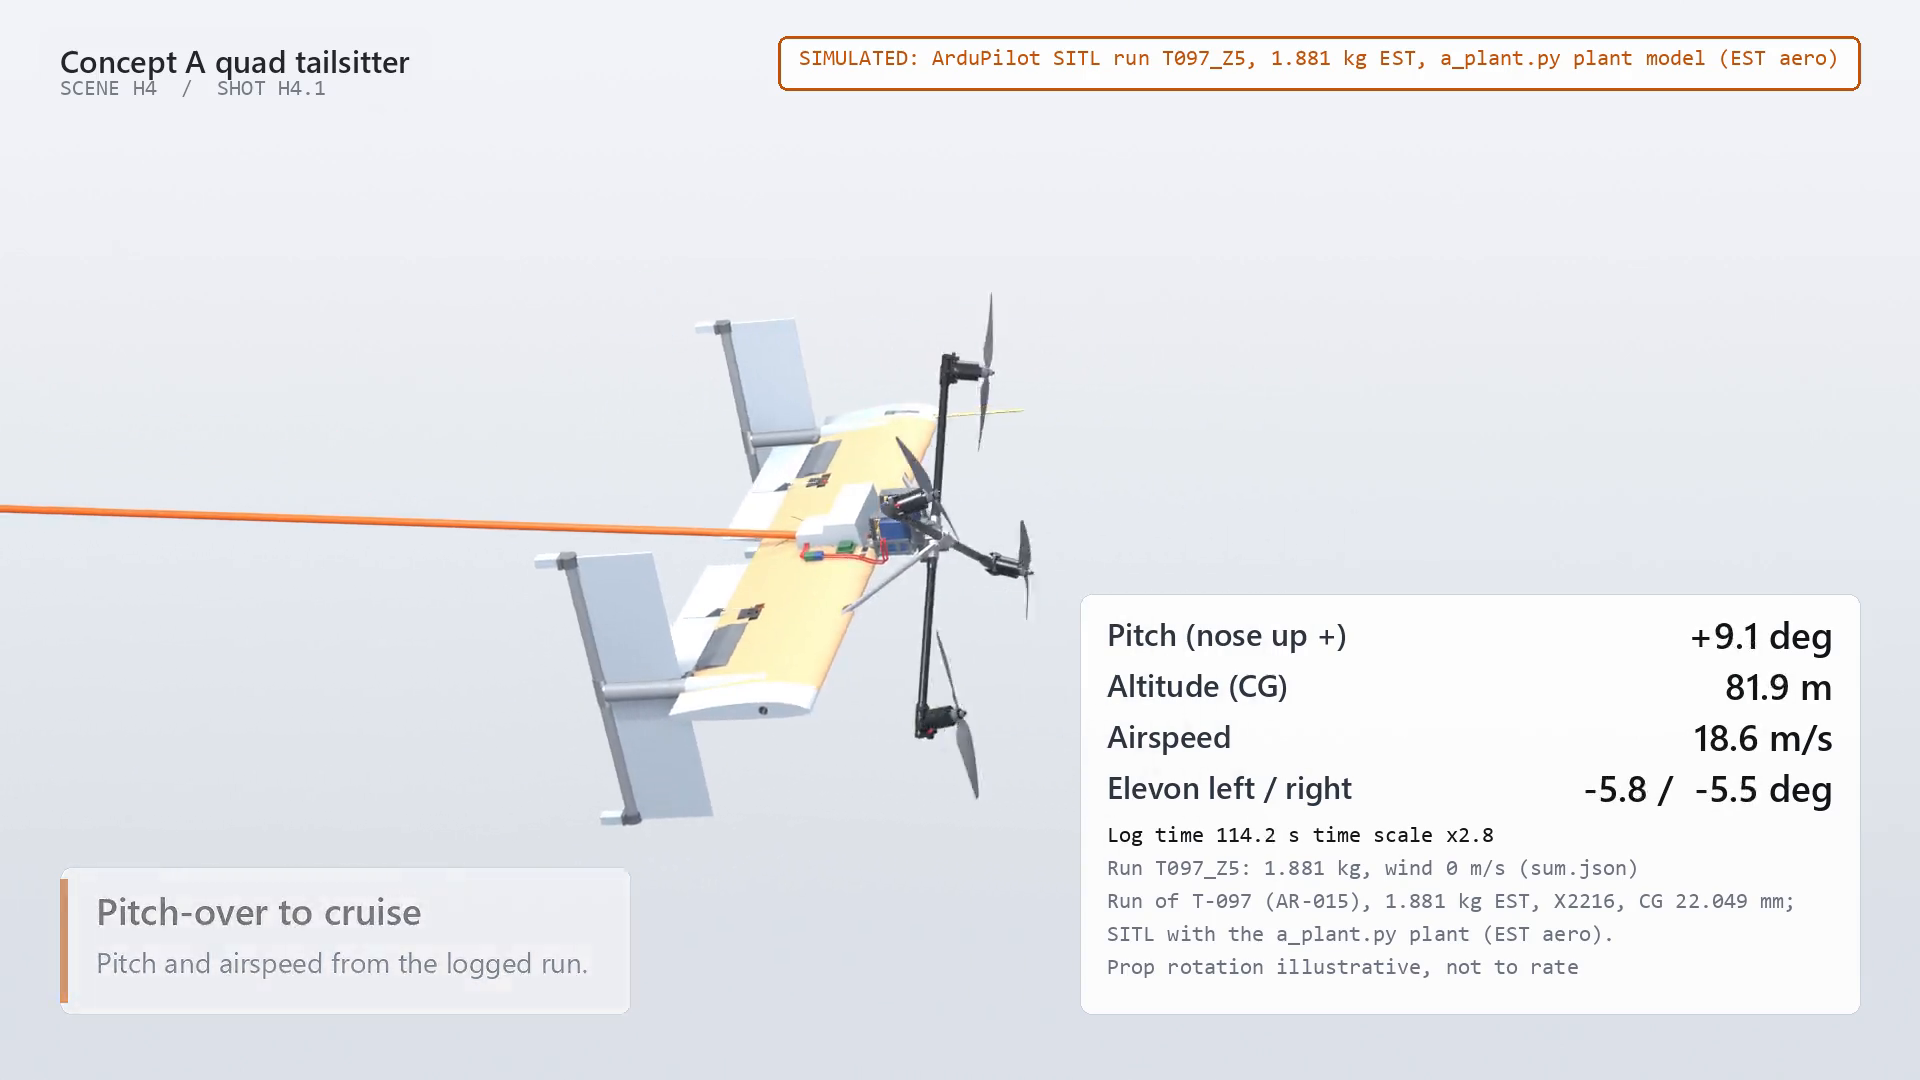 Concept A quad tailsitter
SCENE H4 / SHOT H4.1
SIMULATED: ArduPilot SITL run T097_Z5, 1.881 kg EST, a_plant.py plant model (EST aero)
Pitch (nose up +) +9.1 deg
Altitude (CG) 81.9 m
Airspeed 18.6 m/s
Elevon left / right -5.8 / -5.5 deg
Log time 114.2 s time scale x2.8
Run T097_Z5: 1.881 kg, wind 0 m/s (sum.json)
Run of T-097 (AR-015), 1.881 kg EST, X2216, CG 22.049 mm;
SITL with the a_plant.py plant (EST aero).
Prop rotation illustrative, not to rate
Pitch-over to cruise
Pitch and airspeed from the logged run.